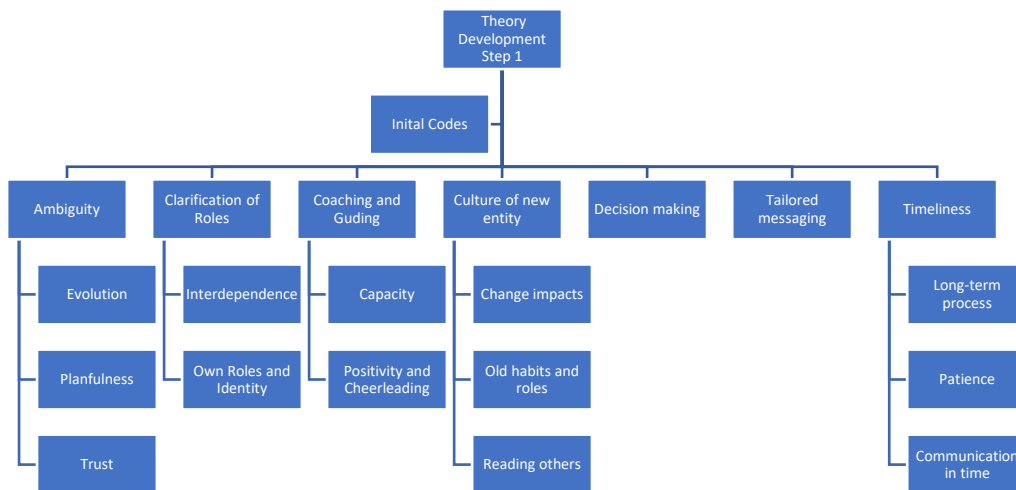 Theory
Development
Step 1
Inital Codes
Ambiguity
Clarification of
Roles
Coaching and
Guding
Culture of new
entity
Decision making
Tailored
messaging
Timeliness
Evolution
Interdependence
Capacity
Change impacts
Long-term
process
Planfulness
Own Roles and
Identity
Positivity and
Cheerleading
Old habits and
roles
Patience
Trust
Reading others
Communication
in time